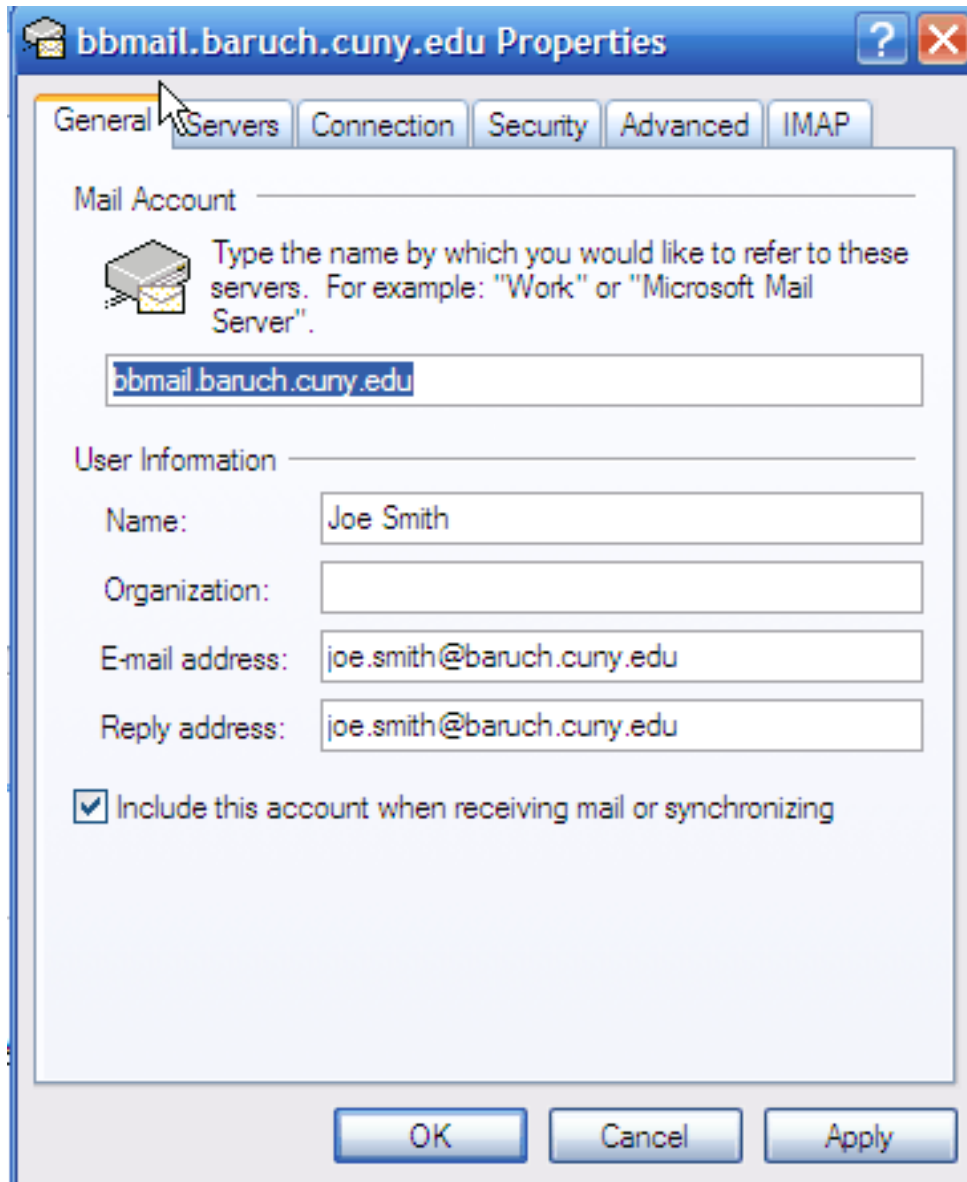 bbmail.baruch.cuny.edu Properties
General Servers Connection Security Advanced IMAP
Mail Account
Type the name by which you would like to refer to these
servers. For example: "Work" or "Microsoft Mail
Server".
bbmail.baruch.cuny.edu
User Information
Name: Joe Smith
Organization:
E-mail address: joe.smith@baruch.cuny.edu
Reply address: joe.smith@baruch.cuny.edu
Include this account when receiving mail or synchronizing
OK Cancel Apply